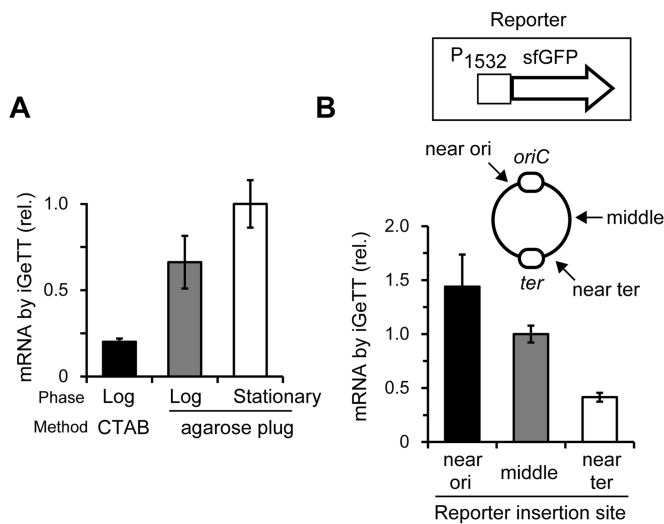 Reporter
P1532 sfGFP
A
B
near ori
oriC
middle
ter
near ter
mRNA by iGeTT (rel.)
1.0
0.5
0
Phase Log Log Stationary
Method CTAB agarose plug
mRNA by iGeTT (rel.)
2.0
1.5
1.0
0.5
0
near ori
middle
near ter
Reporter insertion site